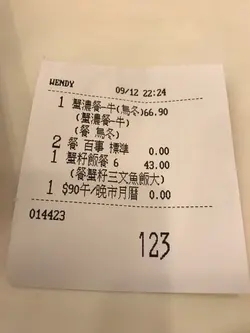 WENDY
09/12 22:24
1 蟹濃餐-牛(無冬)66.90
(蟹濃餐-牛)
(餐 無冬)
2 餐 百事 標準 0.00
1 蟹籽飯餐 6 43.00
(餐蟹籽三文魚飯大)
1 $90午/晚市月曆 0.00
014423
123